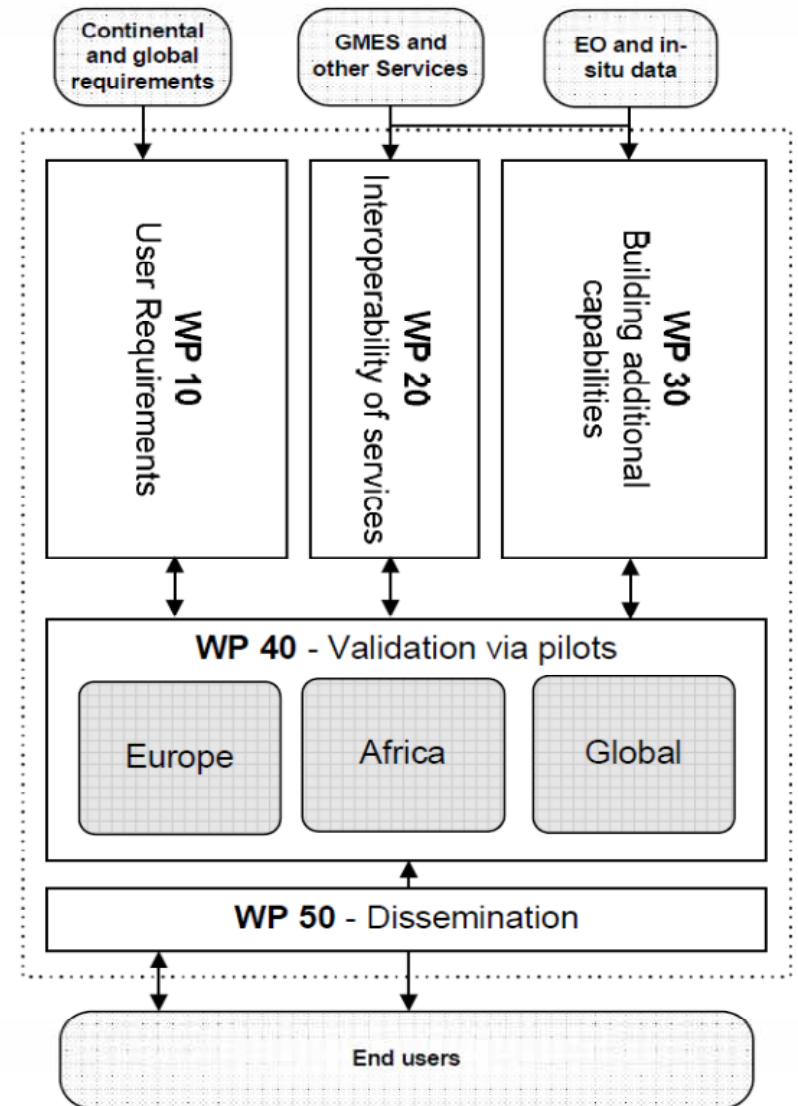 Continental
and global
requirements
GMES and
other Services
EO and in-
situ data
WP 10
User Requirements
WP 20
Interoperability of services
WP 30
Building additional
capabilities
WP 40 - Validation via pilots
Europe
Africa
Global
WP 50 - Dissemination
End users